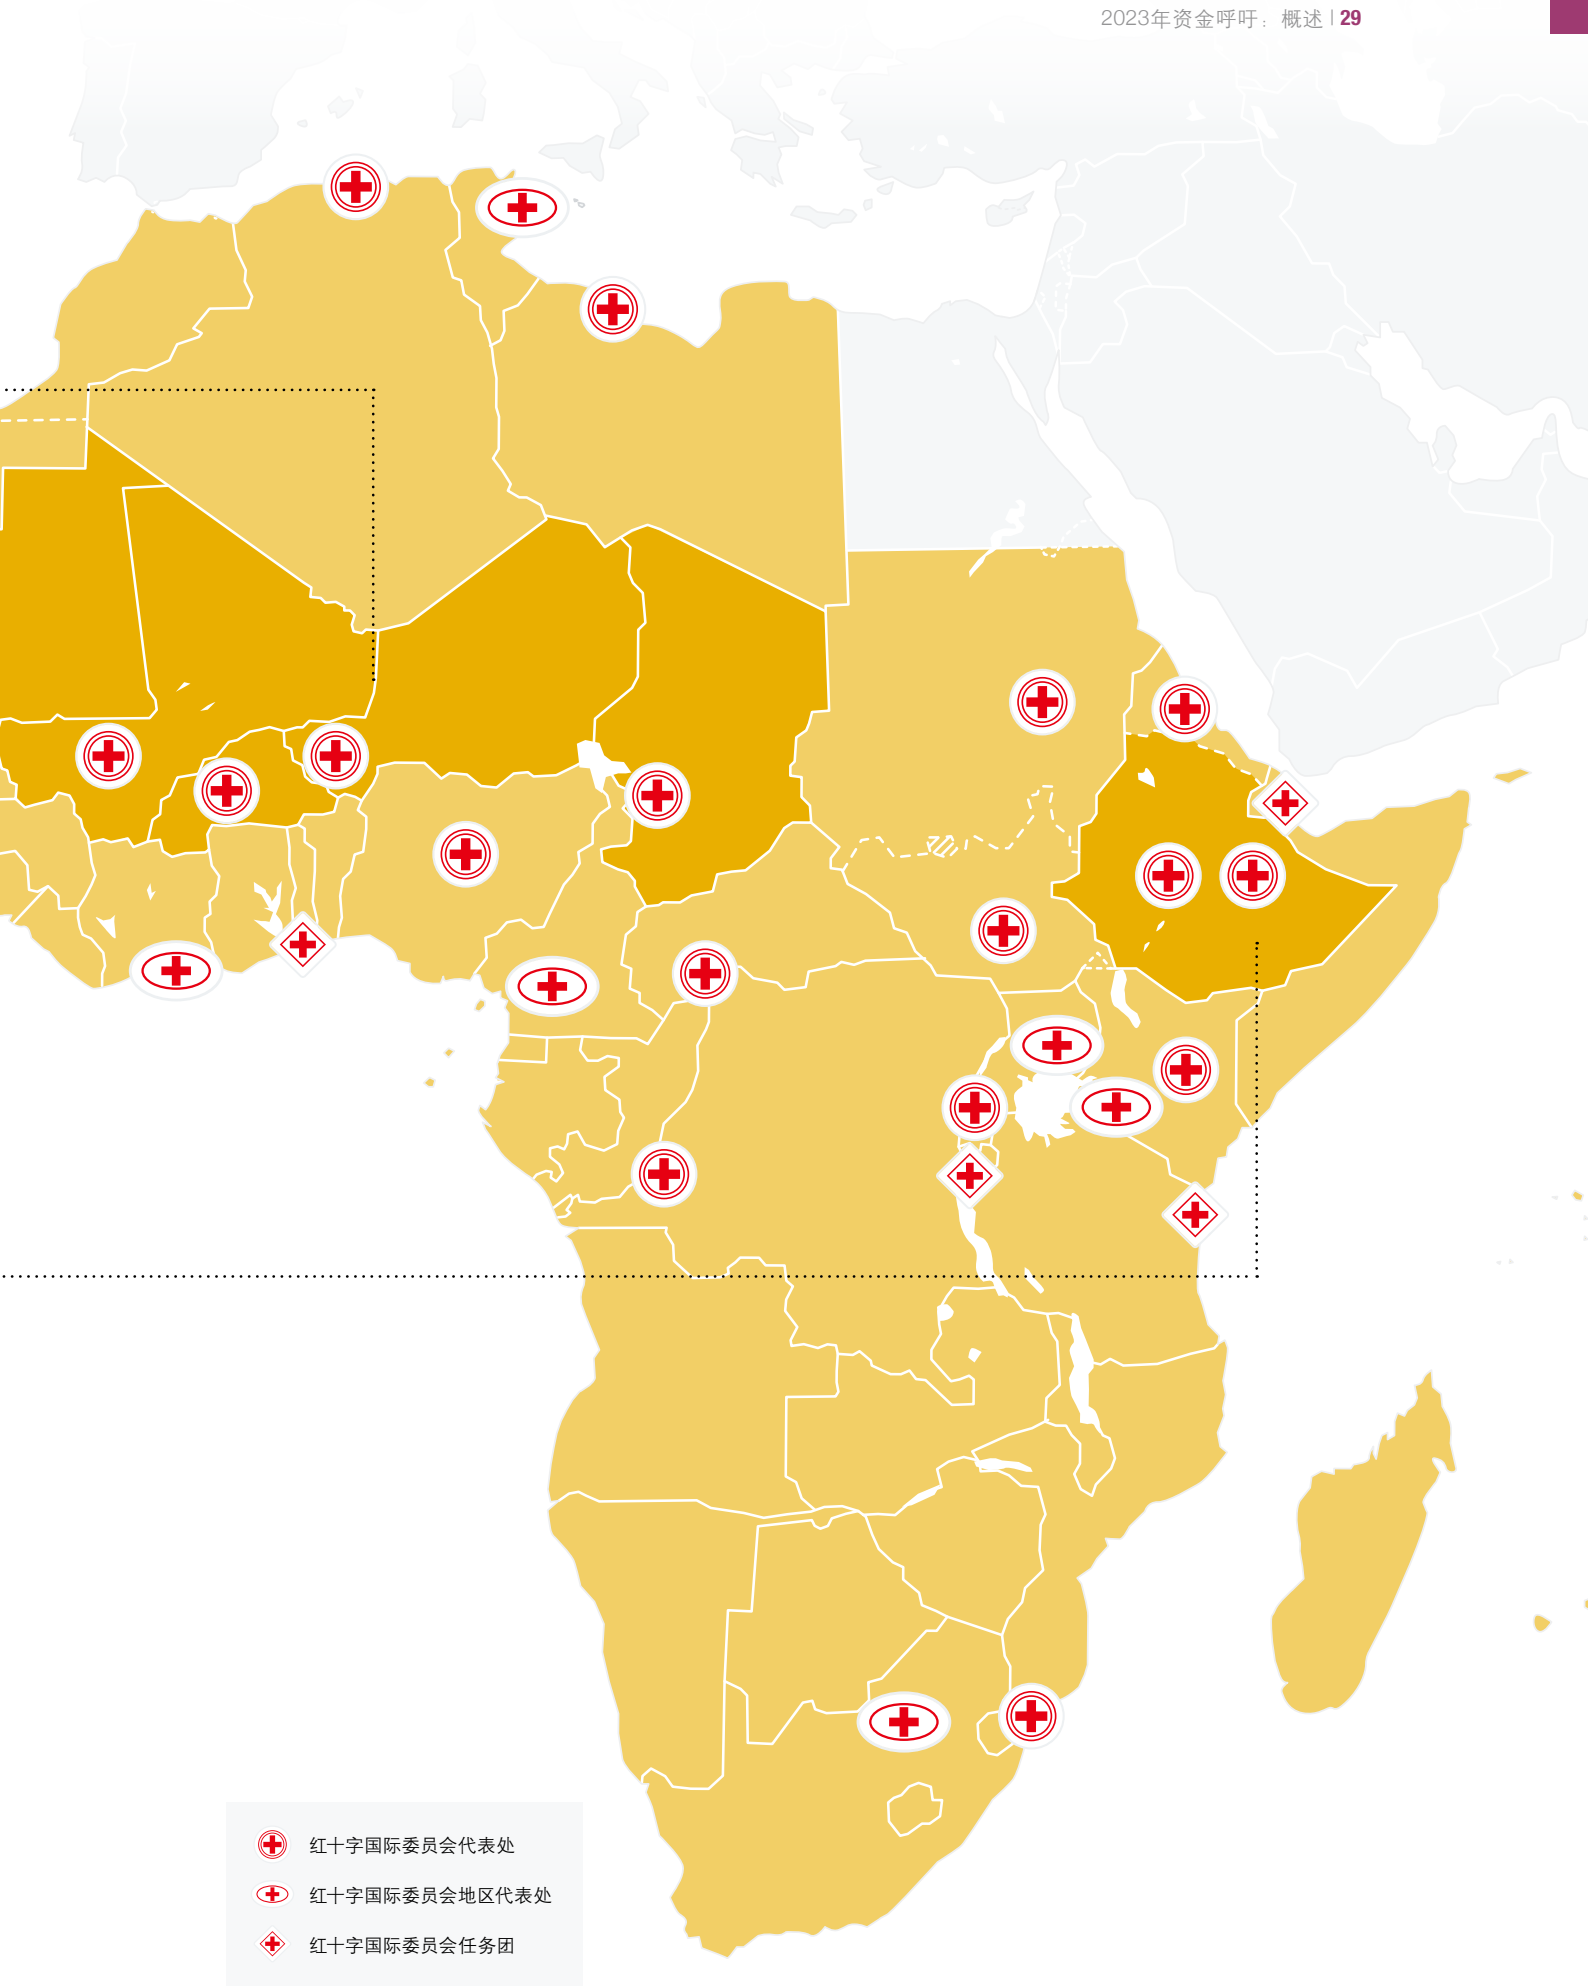 2023年资金呼吁：概述 | 29
红十字国际委员会代表处
红十字国际委员会地区代表处
红十字国际委员会任务团